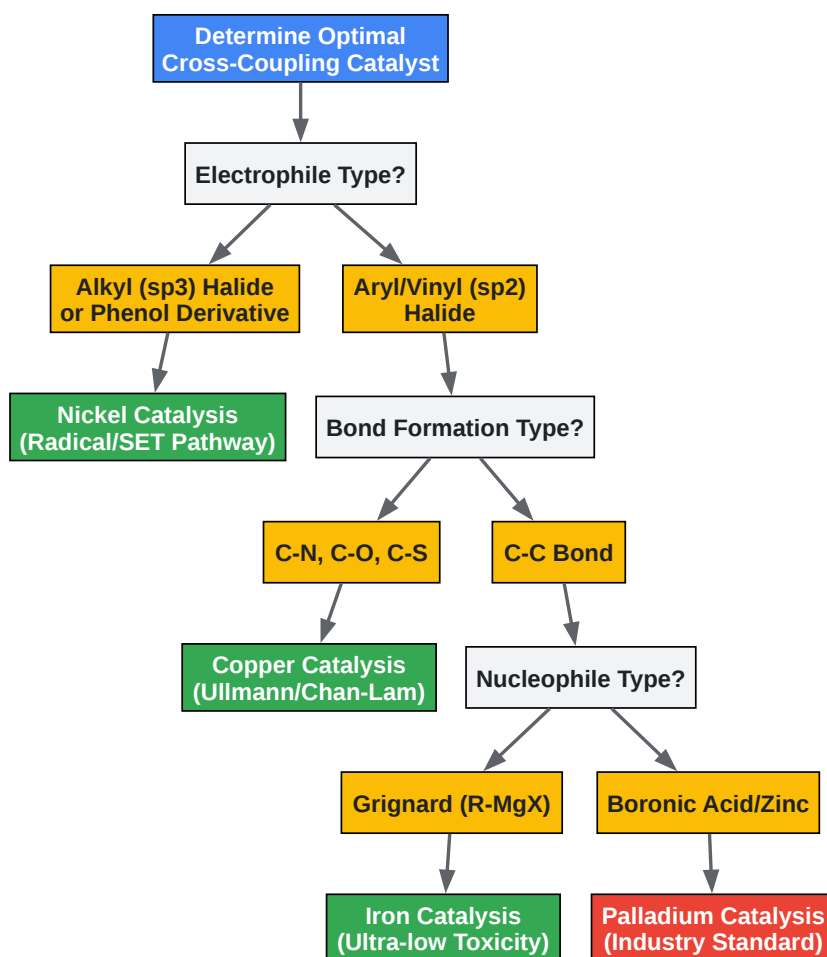 Determine Optimal
Cross-Coupling Catalyst
Electrophile Type?
Alkyl (sp3) Halide
or Phenol Derivative
Aryl/Vinyl (sp2)
Halide
Nickel Catalysis
(Radical/SET Pathway)
Bond Formation Type?
C-N, C-O, C-S
C-C Bond
Copper Catalysis
(Ullmann/Chan-Lam)
Nucleophile Type?
Grignard (R-MgX)
Boronic Acid/Zinc
Iron Catalysis
(Ultra-low Toxicity)
Palladium Catalysis
(Industry Standard)